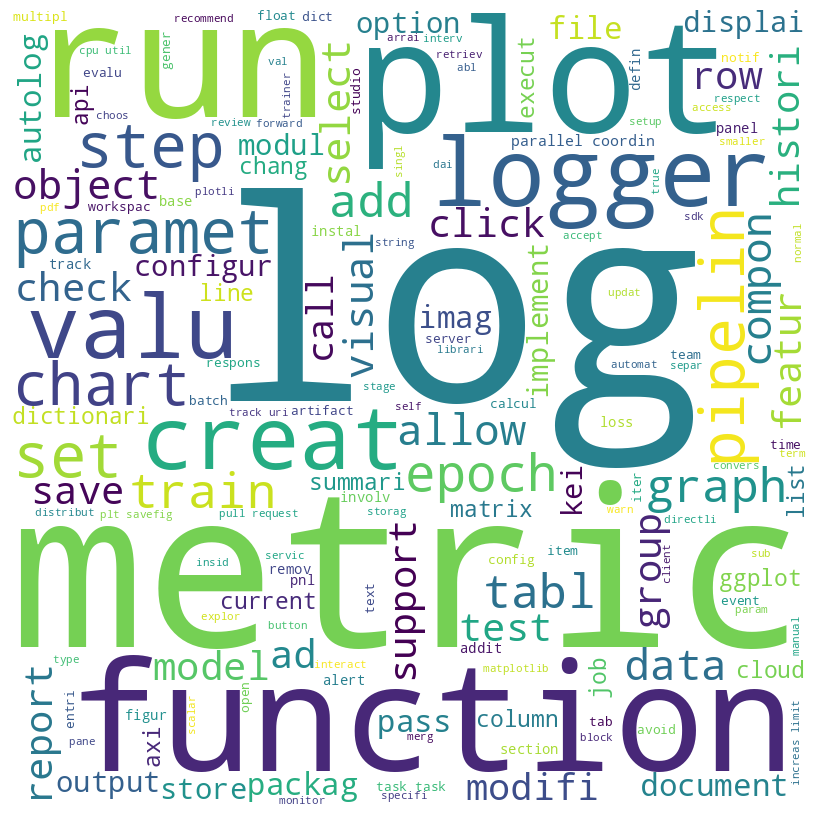 multipl
recommend
float
dict
option
file
displai
run
plot
cpu util
gener
arrai
interv
retriev
abl
val
evalu
api
autolog
choos
trainer
studio
select
execut
defin
notif
row
respect
access
histori
step
review
forward
modul
chang
setup
parallel coordin
panel
smaller
logger
object
workspac
plotli
base
add
dai
singl
true
click
sdk
pdf
instal
string
accept
paramet
track
configur
visual
log
implement
pipelin
compon
normal
check
line
call
imag
server
librari
updat
valu
respons
automat
team
separ
featur
chart
batch
stage
dictionari
track uri
artifact
self
calcul
loss
time
term
set
creat
allow
save
train
epoch
kei
iter
convers
summari
involv
matrix
graph
list
distribut
plt savefig
pull request
storag
warn
directli
metric
insid
servic
remov
pnl
config
item
group
client
sub
current
text
support
tabl
ggplot
event
param
explor
button
test
manual
report
type
model
ad
interact
addit
matplotlib
job
data
cloud
entri
open
scalar
alert
function
figur
axi
pass
column
tab
avoid
pane
merg
section
block
increas limit
output
store
packag
task task
modifi
document
monitor
specifi